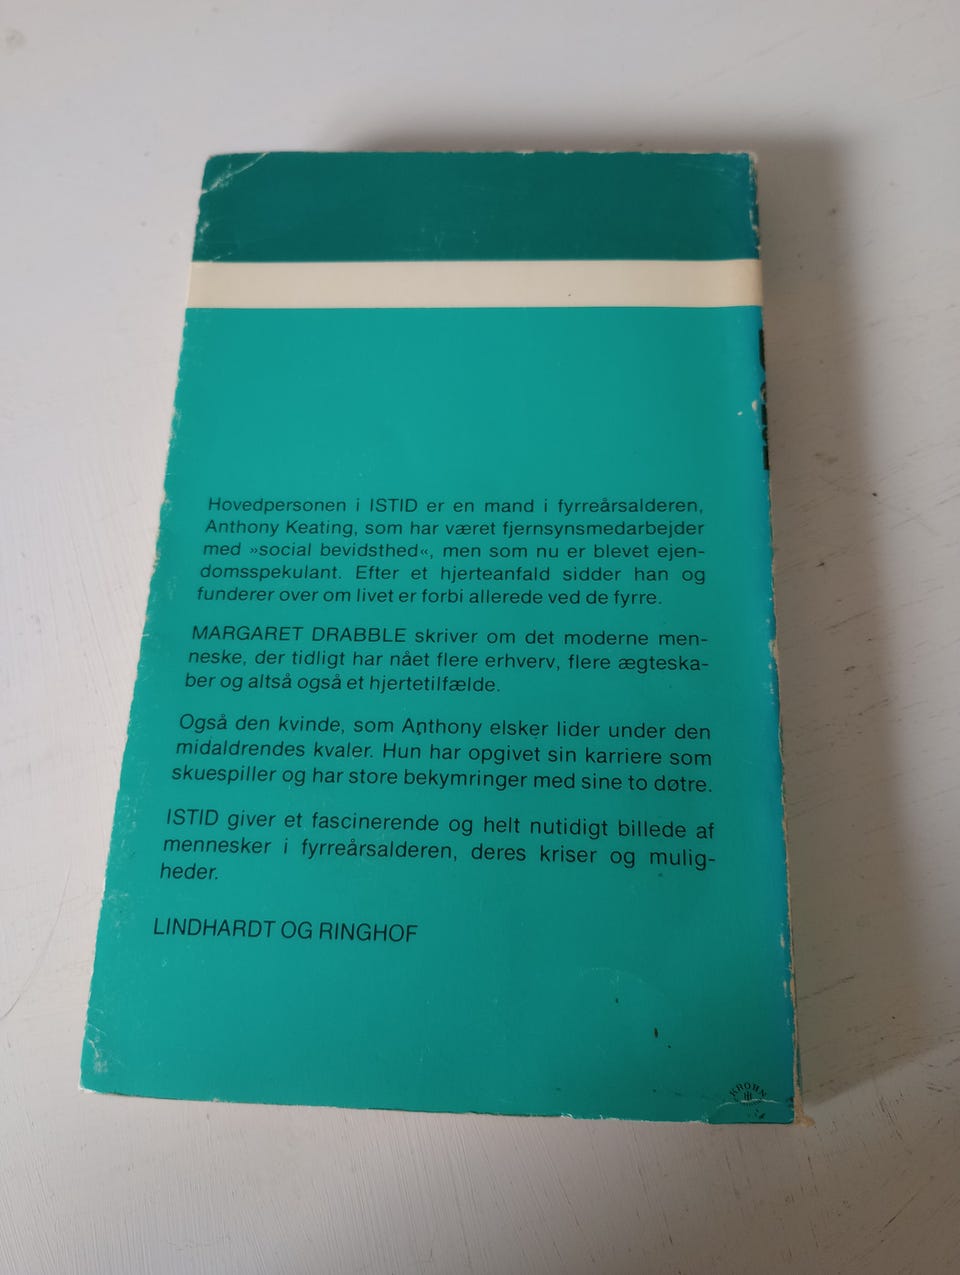 Hovedpersonen i ISTID er en mand i fyrreårsalderen,
Anthony Keating, som har været fjernsynsmedarbejder
med »social bevidsthed«, men som nu er blevet ejen-
domsspekulant. Efter et hjerteanfald sidder han og
funderer over om livet er forbi allerede ved de fyrre.
MARGARET DRABBLE skriver om det moderne men-
neske, der tidligt har nået flere erhverv, flere ægteska-
ber og altså også et hjertetilfælde.
Også den kvinde, som Anthony elsker lider under den
midaldrendes kvaler. Hun har opgivet sin karriere som
skuespiller og har store bekymringer med sine to døtre.
ISTID giver et fascinerende og helt nutidigt billede af
mennesker i fyrreårsalderen, deres kriser og mulig-
heder.
LINDHARDT OG RINGHOF
KROHN